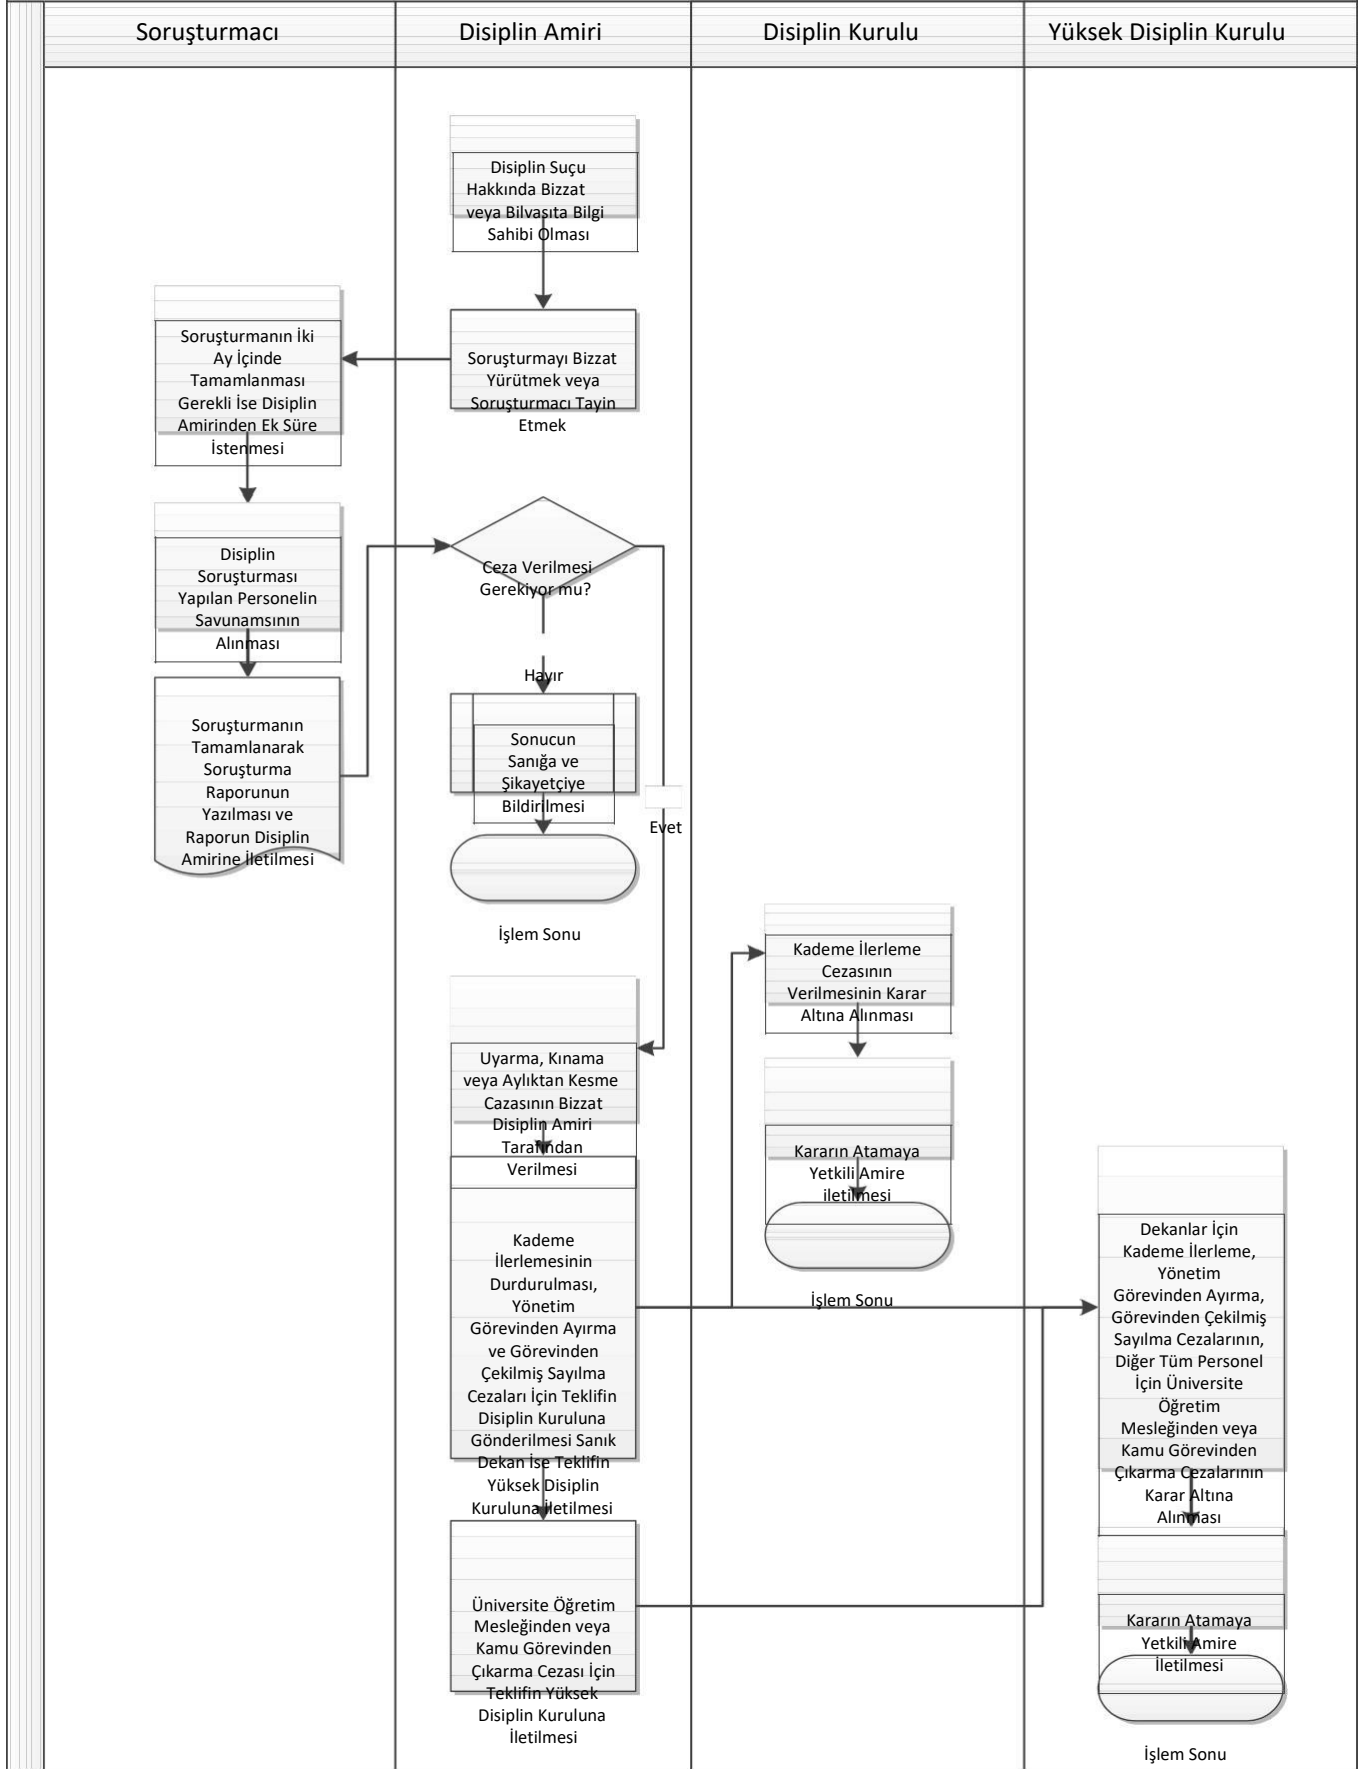 Soruşturmacı
Disiplin Amiri
Disiplin Kurulu
Yüksek Disiplin Kurulu
Disiplin Suçu
Hakkında Bizzat
veya Bilvasıta Bilgi
Sahibi Olması
Soruşturmayı Bizzat
Yürütmek veya
Soruşturmacı Tayin
Etmek
Soruşturmanın İki
Ay İçinde
Tamamlanması
Gerekli İse Disiplin
Amirinden Ek Süre
İstenmesi
Disiplin
Soruşturması
Yapılan Personelin
Savunamsının
Alınması
Soruşturmanın
Tamamlanarak
Soruşturma
Raporunun
Yazılması ve
Raporun Disiplin
Amirine İletilmesi
Ceza Verilmesi
Gerekiyor mu?
Hayır
Sonucun
Sanığa ve
Şikayetçiye
Bildirilmesi
Evet
İşlem Sonu
Uyarma, Kınama
veya Aylıktan Kesme
Cazasının Bizzat
Disiplin Amiri
Tarafından
Verilmesi
Kademe
İlerlemesinin
Durdurulması,
Yönetim
Görevinden Ayırma
ve Görevinden
Çekilmiş Sayılma
Cezaları İçin Teklifin
Disiplin Kuruluna
Gönderilmesi Sanık
Dekan İse Teklifin
Yüksek Disiplin
Kuruluna İletilmesi
Üniversite Öğretim
Mesleğinden veya
Kamu Görevinden
Çıkarma Cezası İçin
Teklifin Yüksek
Disiplin Kuruluna
İletilmesi
Kademe İlerleme
Cezasının
Verilmesinin Karar
Altına Alınması
Kararın Atamaya
Yetkili Amire
iletilmesi
İşlem Sonu
Dekanlar İçin
Kademe İlerleme,
Yönetim
Görevinden Ayırma,
Görevinden Çekilmiş
Sayılma Cezalarının,
Diğer Tüm Personel
İçin Üniversite
Öğretim
Mesleğinden veya
Kamu Görevinden
Çıkarma Cezalarının
Karar Altına
Alınması
Kararın Atamaya
Yetkili Amire
İletilmesi
İşlem Sonu